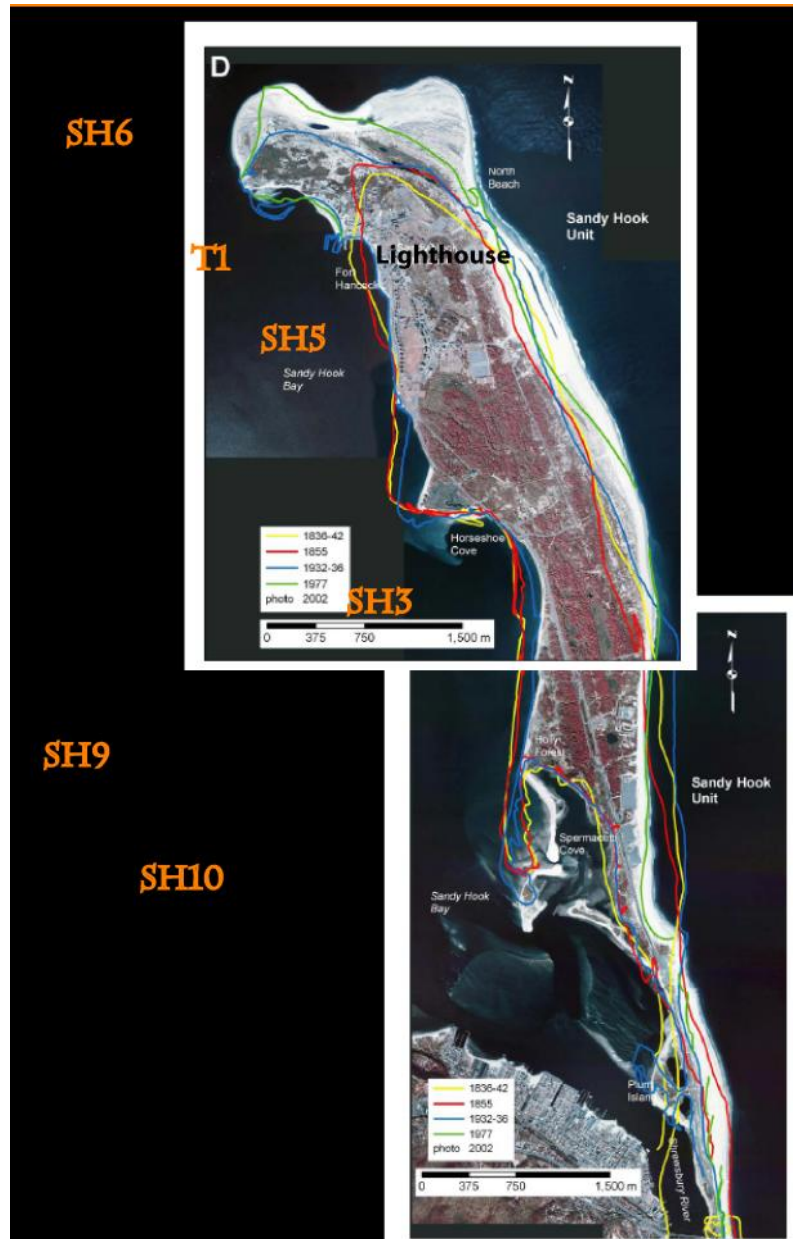 D
N
SH6
North
Beach
Sandy Hook
Unit
T1
Lighthouse
Fort
Hancock
SH5
Sandy Hook
Bay
Horseshoe
Cove
1836-42
1855
1932-36
1977
photo 2002
SH3
0 375 750 1,500 m
N
SH9
Holly
Forest
Sandy Hook
Unit
Spermaceti
Cove
SH10
Sandy Hook
Bay
Plum
Island
1836-42
1855
1932-36
1977
photo 2002
Shrewsbury River
0 375 750 1,500 m